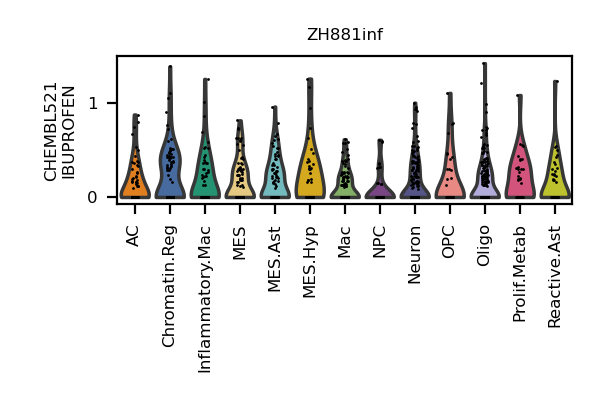 ZH881inf
CHEMBL521
IBUPROFEN
1
0
AC
Chromatin.Reg
Inflammatory.Mac
MES
MES.Ast
MES.Hyp
Mac
NPC
Neuron
OPC
Oligo
Prolif.Metab
Reactive.Ast